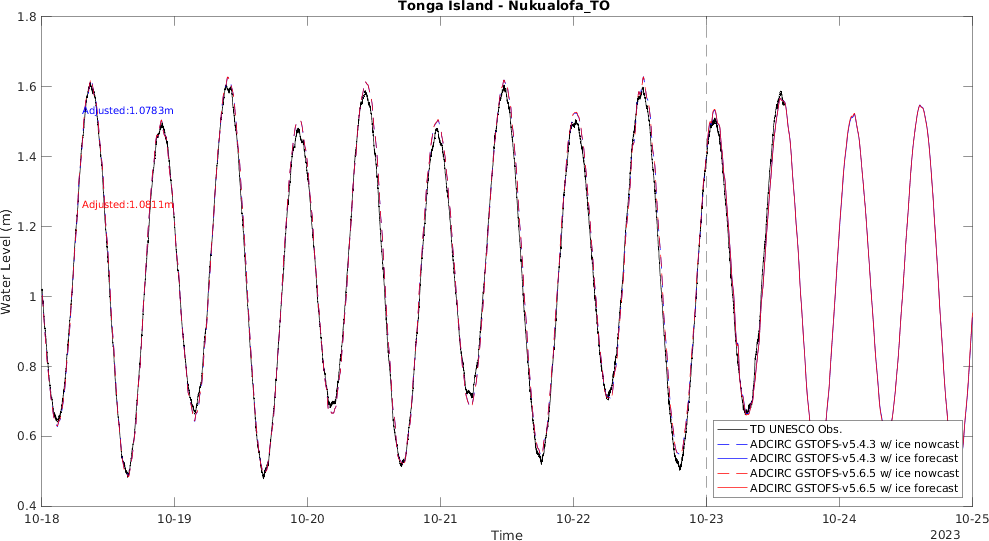 Tonga Island - Nukualofa_TO
1.8
1.6
1.4
1.2
1
0.8
0.6
0.4
Water Level (m)
Adjusted:1.0783m
Adjusted:1.0811m
TD UNESCO Obs.
ADCIRC GSTOFS-v5.4.3 w/ ice nowcast
ADCIRC GSTOFS-v5.4.3 w/ ice forecast
ADCIRC GSTOFS-v5.6.5 w/ ice nowcast
ADCIRC GSTOFS-v5.6.5 w/ ice forecast
10-18 10-19 10-20 10-21 10-22 10-23 10-24 10-25
Time
2023